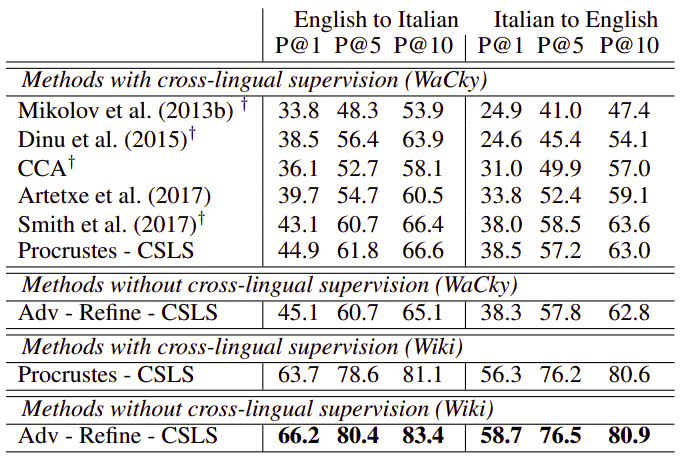 English to Italian Italian to English
P@1 P@5 P@10 P@1 P@5 P@10
Methods with cross-lingual supervision (WaCky)
Mikolov et al. (2013b) † 33.8 48.3 53.9 24.9 41.0 47.4
Dinu et al. (2015)† 38.5 56.4 63.9 24.6 45.4 54.1
CCA† 36.1 52.7 58.1 31.0 49.9 57.0
Artetxe et al. (2017) 39.7 54.7 60.5 33.8 52.4 59.1
Smith et al. (2017)† 43.1 60.7 66.4 38.0 58.5 63.6
Procrustes - CSLS 44.9 61.8 66.6 38.5 57.2 63.0
Methods without cross-lingual supervision (WaCky)
Adv - Refine - CSLS 45.1 60.7 65.1 38.3 57.8 62.8
Methods with cross-lingual supervision (Wiki)
Procrustes - CSLS 63.7 78.6 81.1 56.3 76.2 80.6
Methods without cross-lingual supervision (Wiki)
Adv - Refine - CSLS 66.2 80.4 83.4 58.7 76.5 80.9